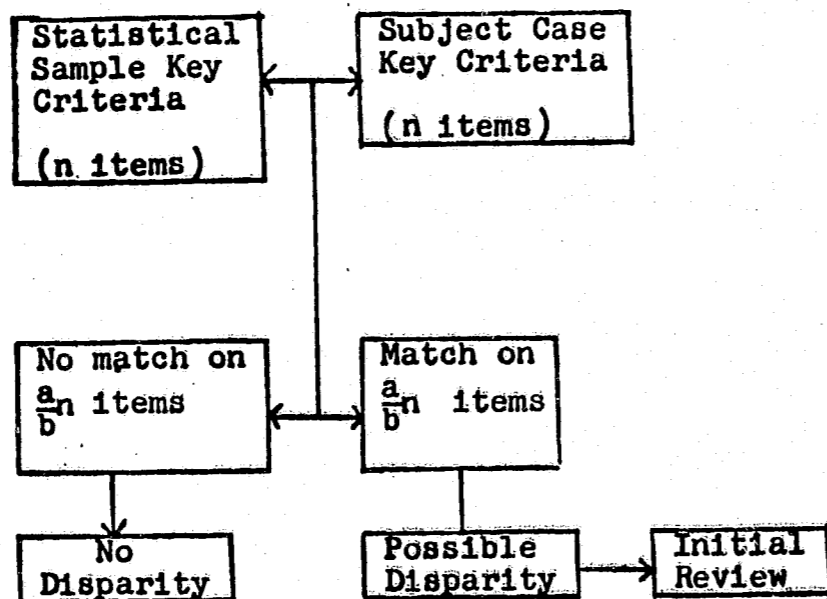 Statistical
Sample Key
Criteria
(n items)
Subject Case
Key Criteria
(n items)
No match on
a/b n items
Match on
a/b n items
No
Disparity
Possible
Disparity
Initial
Review